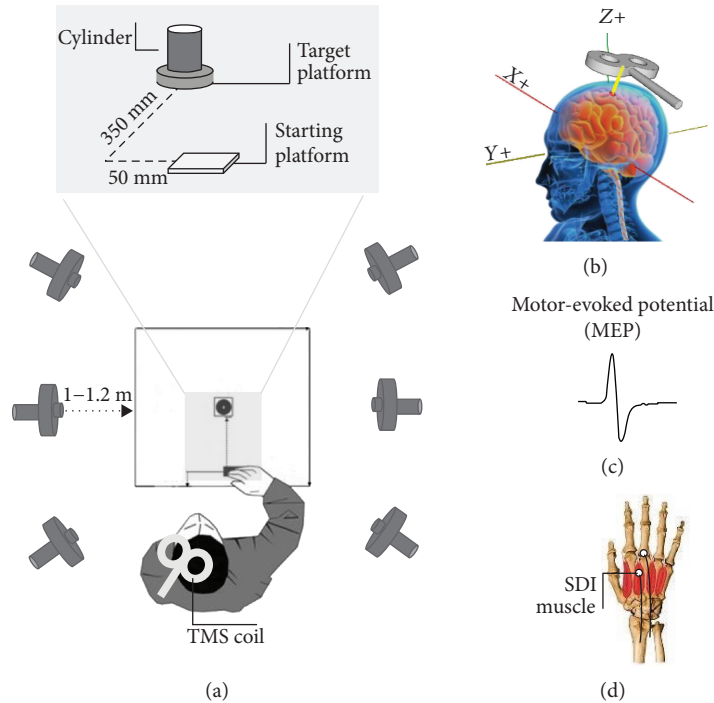 Cylinder
Target
platform
350 mm
Starting
platform
50 mm
1–1.2 m
TMS coil
(a)
Z+
X+
Y+
(b)
Motor-evoked potential
(MEP)
(c)
SDI
muscle
(d)